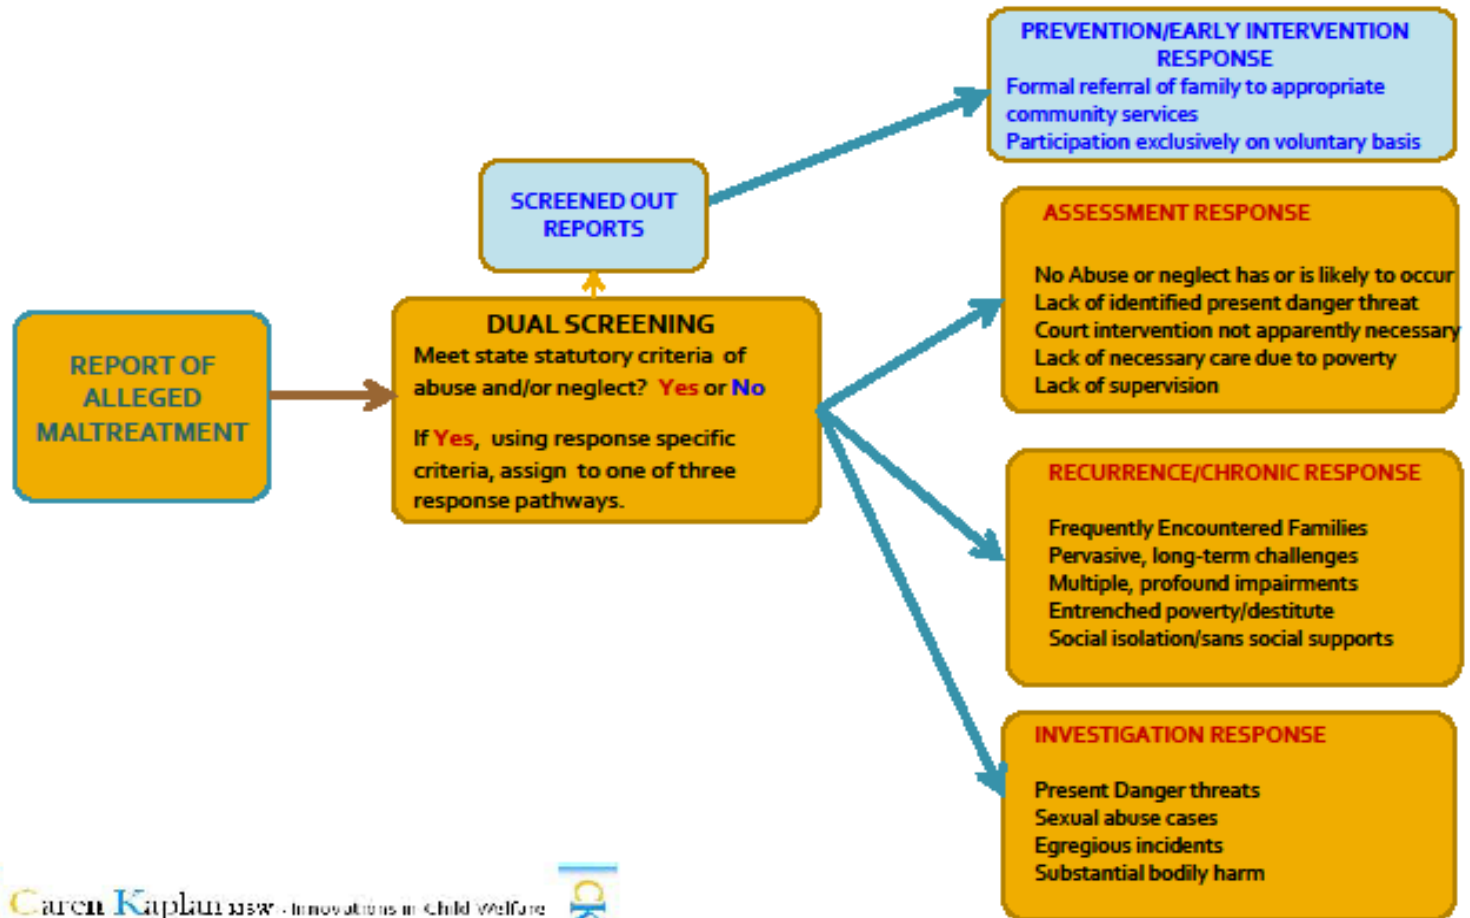 PREVENTION/EARLY INTERVENTION
RESPONSE
Formal referral of family to appropriate
community services
Participation exclusively on voluntary basis
SCREENED OUT
REPORTS
ASSESSMENT RESPONSE
No Abuse or neglect has or is likely to occur
Lack of identified present danger threat
Court intervention not apparently necessary
Lack of necessary care due to poverty
Lack of supervision
REPORT OF
ALLEGED
MALTREATMENT
DUAL SCREENING
Meet state statutory criteria of
abuse and/or neglect? Yes or No
If Yes, using response specific
criteria, assign to one of three
response pathways.
RECURRENCE/CHRONIC RESPONSE
Frequently Encountered Families
Pervasive, long-term challenges
Multiple, profound impairments
Entrenched poverty/destitute
Social isolation/sans social supports
INVESTIGATION RESPONSE
Present Danger threats
Sexual abuse cases
Egregious incidents
Substantial bodily harm
Caren Kaplan MSW - Innovations in Child Welfare
CK